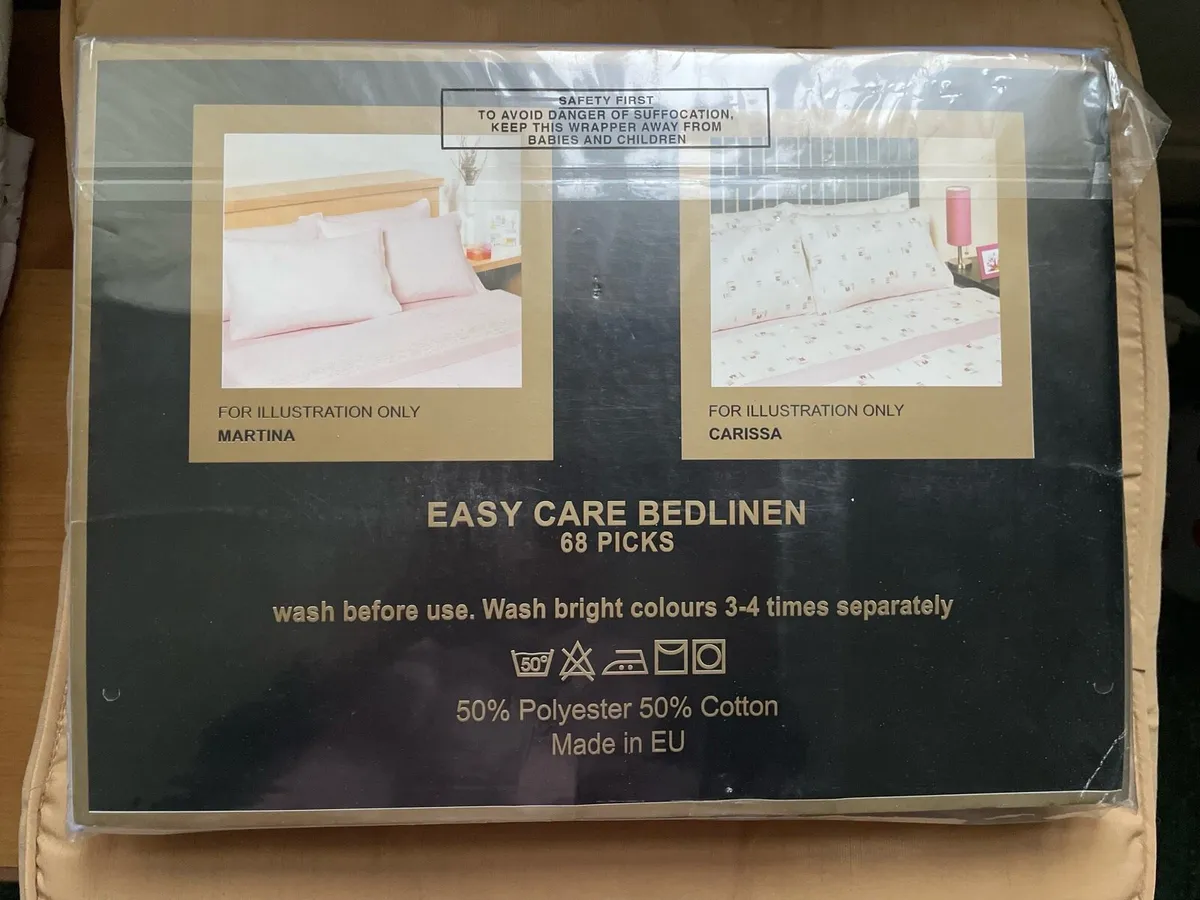 SAFETY FIRST
TO AVOID DANGER OF SUFFOCATION,
KEEP THIS WRAPPER AWAY FROM
BABIES AND CHILDREN
FOR ILLUSTRATION ONLY
MARTINA
FOR ILLUSTRATION ONLY
CARISSA
EASY CARE BEDLINEN
68 PICKS
wash before use. Wash bright colours 3-4 times separately
50°
50% Polyester 50% Cotton
Made in EU